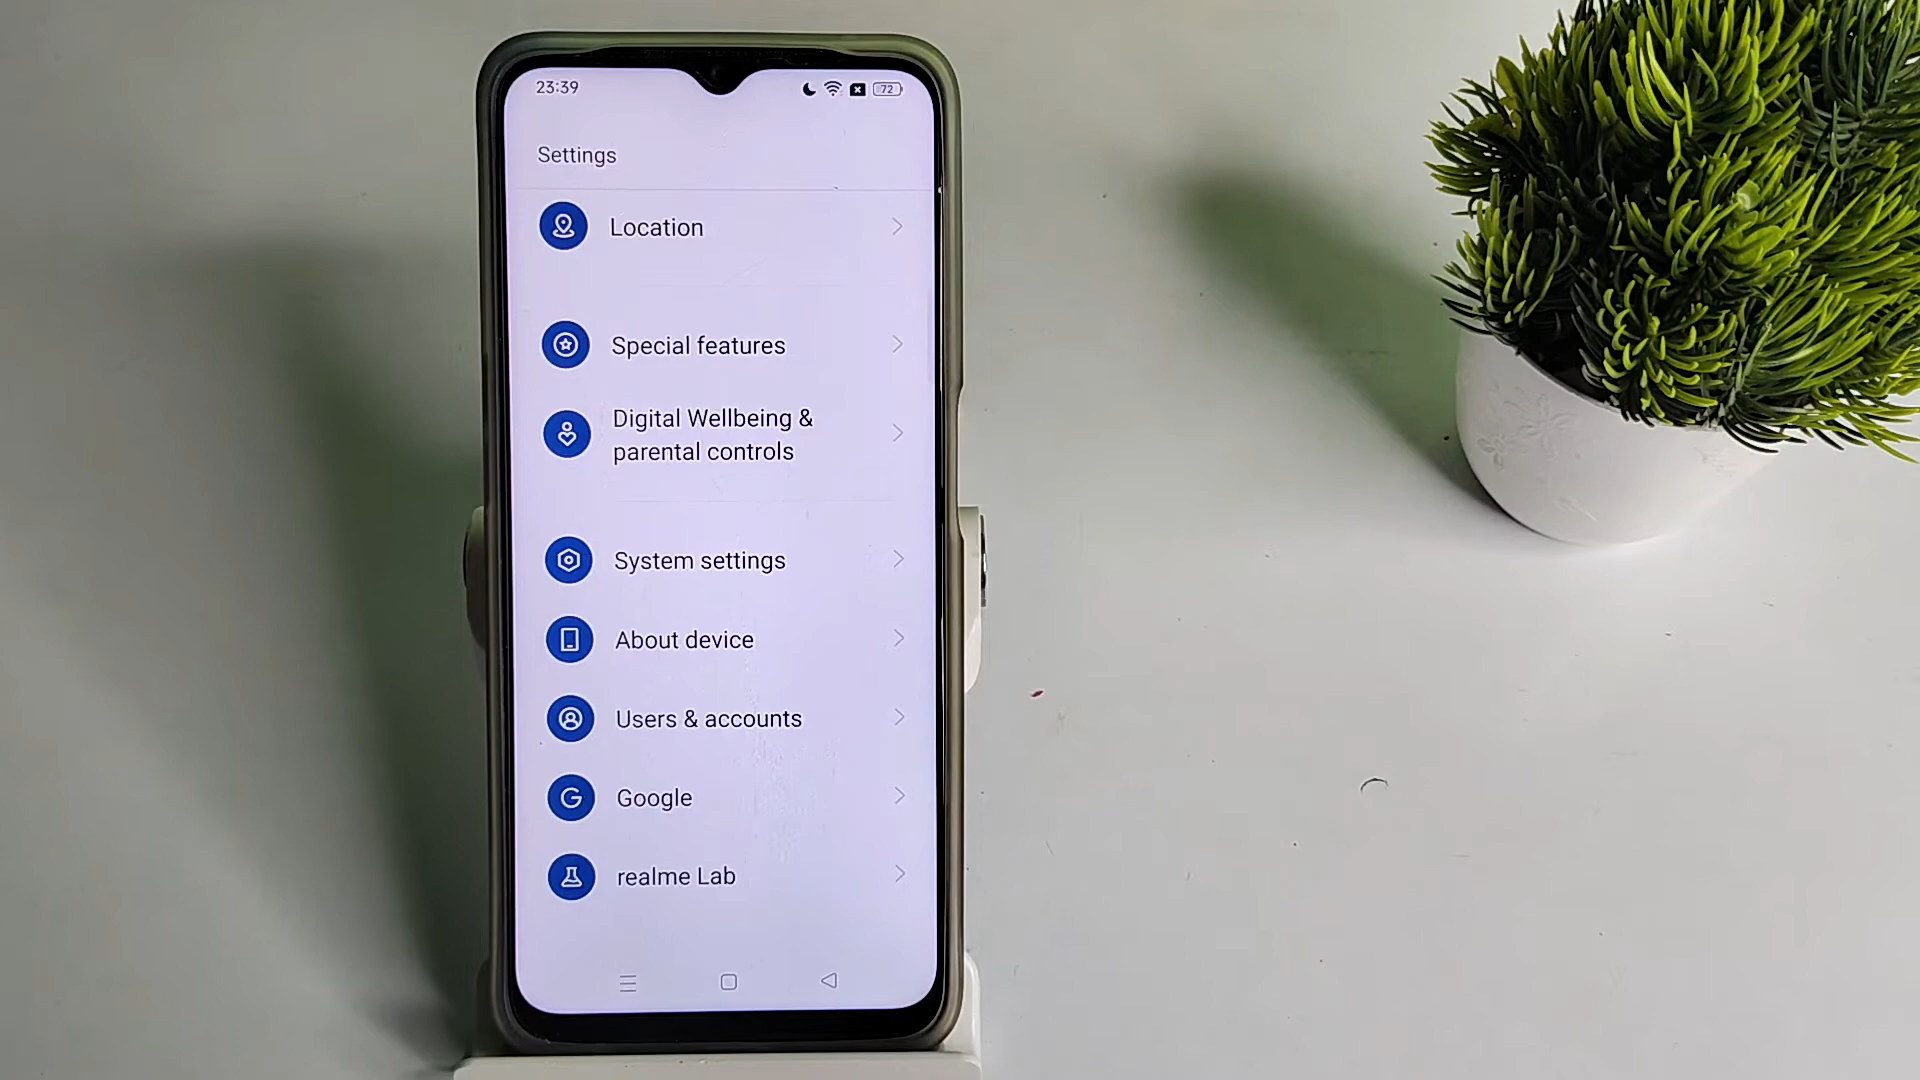 23:39
72
Settings
Location
Special features
Digital Wellbeing &
parental controls
System settings
About device
Users & accounts
Google
realme Lab